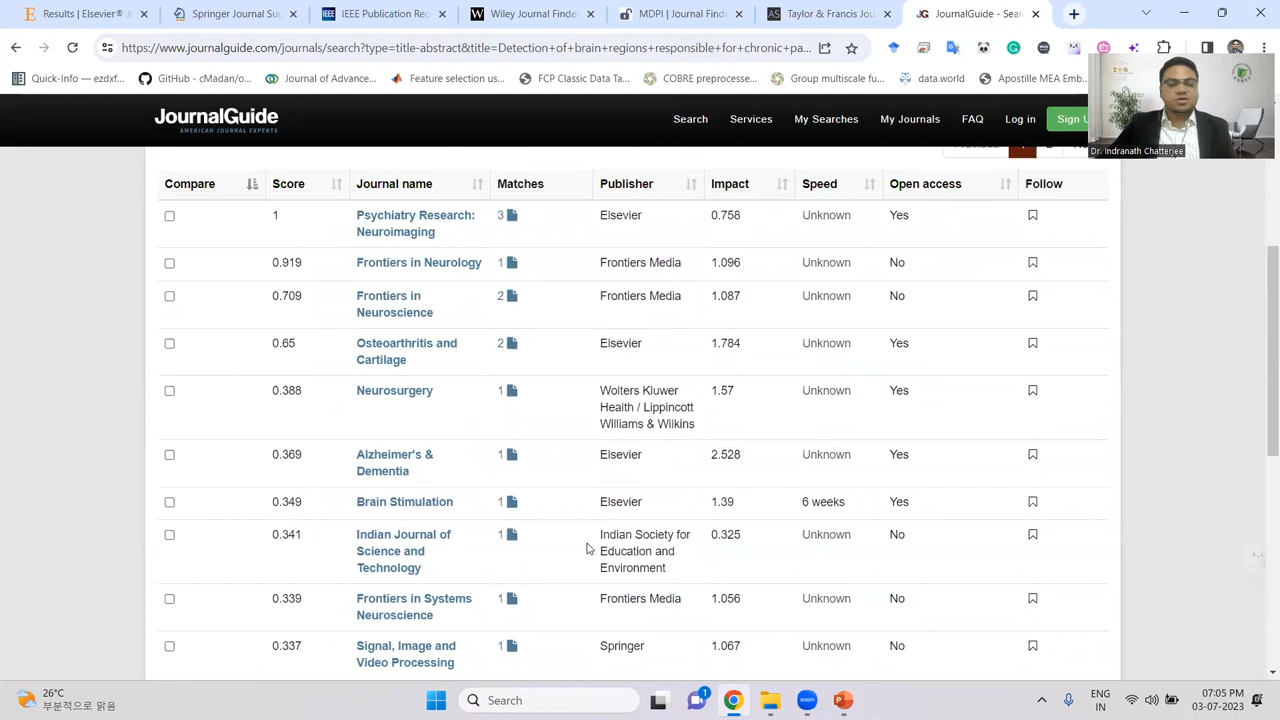 Results | Elsevier® J
Springer Journal Sug
IEEE Publication Rec
Wiley Journal Finder
MDPI | Journal Finde
Taylor & Francis Jou
JournalGuide - Sea
https://www.journalguide.com/journals/search?type=title-abstract&title=Detection+of+brain+regions+responsible+for+chronic+pa...
Quick-Info — ezdxf...
GitHub - cMadan/o...
Journal of Advance...
Feature selection us...
FCP Classic Data Ta...
COBRE preprocesse...
Group multiscale fu...
data.world
Apostille MEA Emb...
JournalGuide
AMERICAN JOURNAL EXPERTS
Search Services My Searches My Journals FAQ Log in Sign U
Dr. Indranath Chatterjee
Compare Score Journal name Matches Publisher Impact Speed Open access Follow
1 Psychiatry Research: 3 Elsevier 0.758 Unknown Yes
Neuroimaging
0.919 Frontiers in Neurology 1 Frontiers Media 1.096 Unknown No
0.709 Frontiers in 2 Frontiers Media 1.087 Unknown No
Neuroscience
0.65 Osteoarthritis and 2 Elsevier 1.784 Unknown Yes
Cartilage
0.388 Neurosurgery 1 Wolters Kluwer 1.57 Unknown Yes
Health / Lippincott
Williams & Wilkins
0.369 Alzheimer's & 1 Elsevier 2.528 Unknown Yes
Dementia
0.349 Brain Stimulation 1 Elsevier 1.39 6 weeks Yes
0.341 Indian Journal of 1 Indian Society for 0.325 Unknown No
Science and Education and
Technology Environment
0.339 Frontiers in Systems 1 Frontiers Media 1.056 Unknown No
Neuroscience
0.337 Signal, Image and 1 Springer 1.067 Unknown No
Video Processing
26°C
부분적으로 맑음
Search
1
zoom
ENG
IN
07:05 PM
03-07-2023